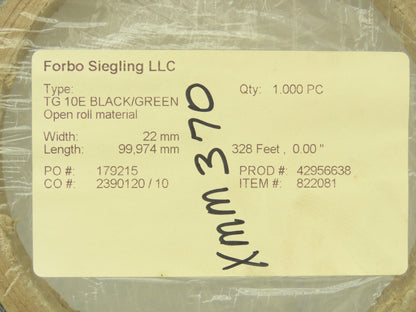 Forbo Siegling LLC
Type: Qty: 1.000 PC
TG 10E BLACK/GREEN
Open roll material
Width: 22 mm
Length: 99,974 mm 328 Feet , 0.00 "
PO #: 179215 PROD #: 42956638
CO #: 2390120 / 10 ITEM #: 822081
Xmm 370